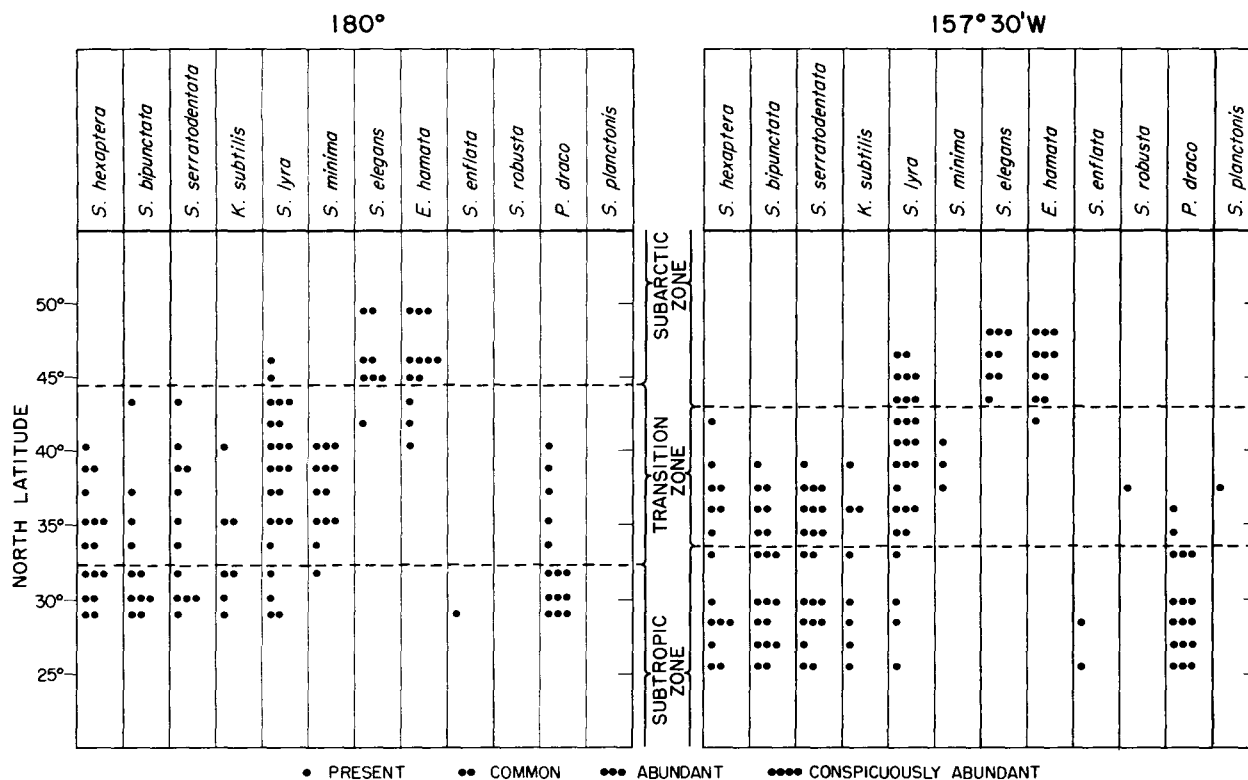 180°
157° 30'W
S. hexaptera
S. bipunctata
S. serratodentata
K. subtilis
S. lyra
S. minima
S. elegans
E. hamata
S. enflata
S. robusta
P. draco
S. planctonis
S. hexaptera
S. bipunctata
S. serratodentata
K. subtilis
S. lyra
S. minima
S. elegans
E. hamata
S. enflata
S. robusta
P. draco
S. planctonis
NORTH LATITUDE
50°
45°
40°
35°
30°
25°
SUBARCTIC
ZONE
TRANSITION
ZONE
SUBTROPIC
ZONE
• PRESENT •• COMMON ••• ABUNDANT •••• CONSPICUOUSLY ABUNDANT